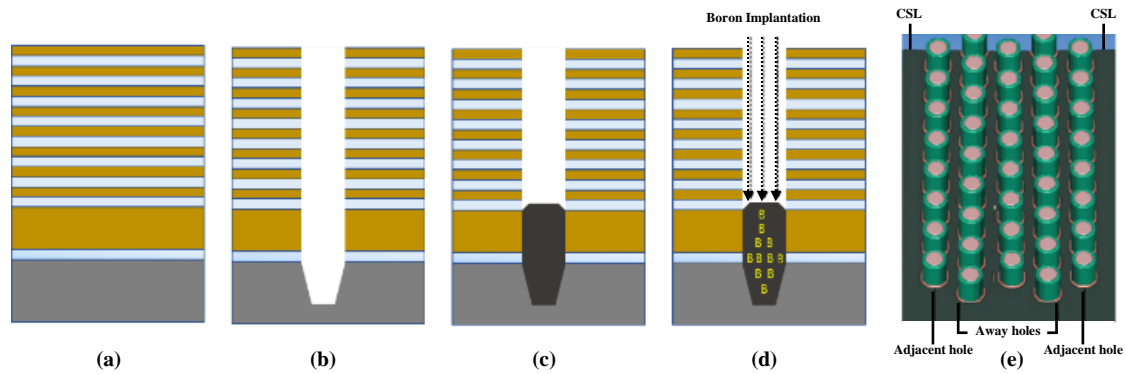 Boron Implantation
CSL
CSL
B
B
B B
B B B B
B B
B
Away holes
Adjacent hole
Adjacent hole
(a)
(b)
(c)
(d)
(e)